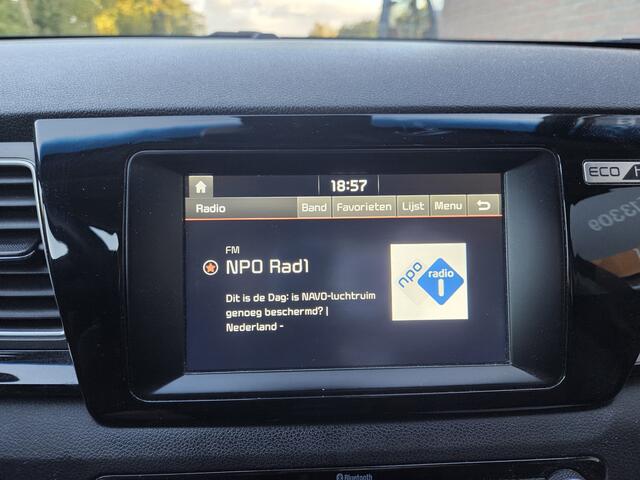 18:57
Radio Band Favorieten Lijst Menu
FM
NPO Rad1
npo radio 1
Dit is de Dag: is NAVO-luchtruim
genoeg beschermd? |
Nederland -
ECO
Bluetooth